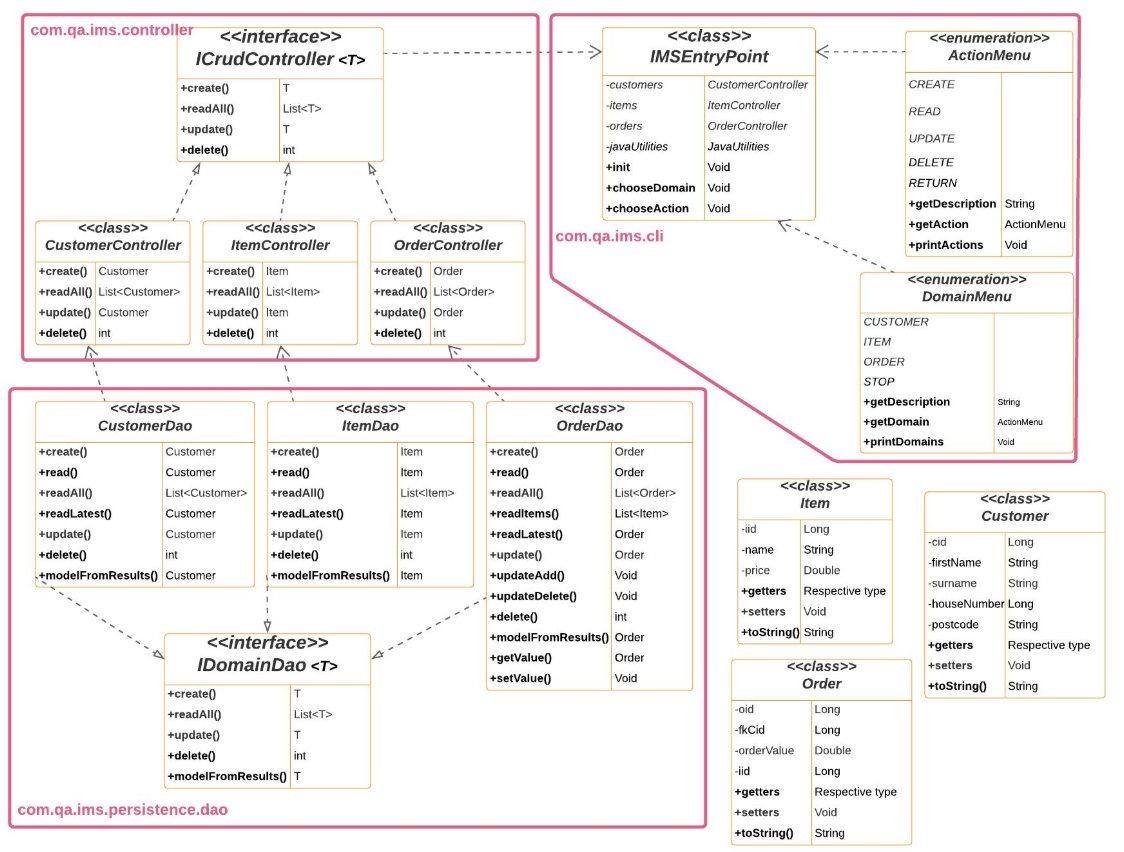 com.qa.ims.controller
<<interface>>
ICrudController <T>
+create() T
+readAll() List<T>
+update() T
+delete() int
<<class>>
CustomerController
+create() Customer
+readAll() List<Customer>
+update() Customer
+delete() int
<<class>>
ItemController
+create() Item
+readAll() List<Item>
+update() Item
+delete() int
<<class>>
OrderController
+create() Order
+readAll() List<Order>
+update() Order
+delete() int
<<class>>
IMSEntryPoint
-customers CustomerController
-items ItemController
-orders OrderController
-javaUtilities JavaUtilities
+init Void
+chooseDomain Void
+chooseAction Void
com.qa.ims.cli
<<enumeration>>
ActionMenu
CREATE
READ
UPDATE
DELETE
RETURN
+getDescription String
+getAction ActionMenu
+printActions Void
<<enumeration>>
DomainMenu
CUSTOMER
ITEM
ORDER
STOP
+getDescription String
+getDomain ActionMenu
+printDomains Void
<<class>>
CustomerDao
+create() Customer
+read() Customer
+readAll() List<Customer>
+readLatest() Customer
+update() Customer
+delete() int
+modelFromResults() Customer
<<class>>
ItemDao
+create() Item
+read() Item
+readAll() List<Item>
+readLatest() Item
+update() Item
+delete() int
+modelFromResults() Item
<<class>>
OrderDao
+create() Order
+read() Order
+readAll() List<Order>
+readItems() List<Item>
+readLatest() Order
+update() Order
+updateAdd() Void
+updateDelete() Void
+delete() int
+modelFromResults() Order
+getValue() Order
+setValue() Void
<<interface>>
IDomainDao <T>
+create() T
+readAll() List<T>
+update() T
+delete() int
+modelFromResults() T
com.qa.ims.persistence.dao
<<class>>
Item
-iid Long
-name String
-price Double
+getters Respective type
+setters Void
+toString() String
<<class>>
Customer
-cid Long
-firstName String
-surname String
-houseNumber Long
-postcode String
+getters Respective type
+setters Void
+toString() String
<<class>>
Order
-oid Long
-fkCid Long
-orderValue Double
-iid Long
+getters Respective type
+setters Void
+toString() String